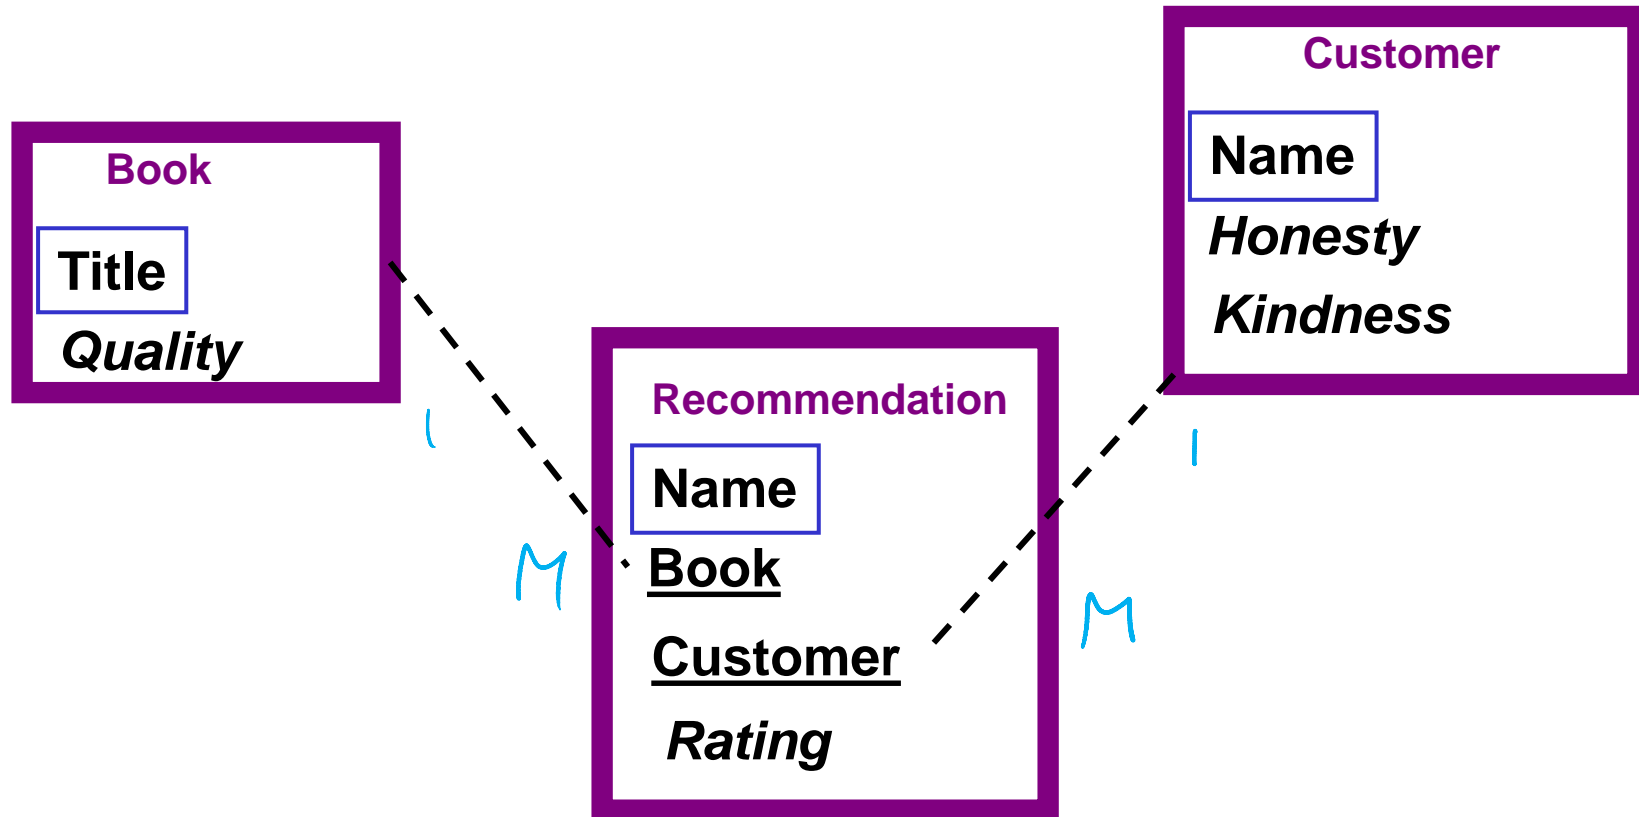 Book
Title
Quality
1
M
Recommendation
Name
Book
Customer
Rating
Customer
Name
Honesty
Kindness
1
M